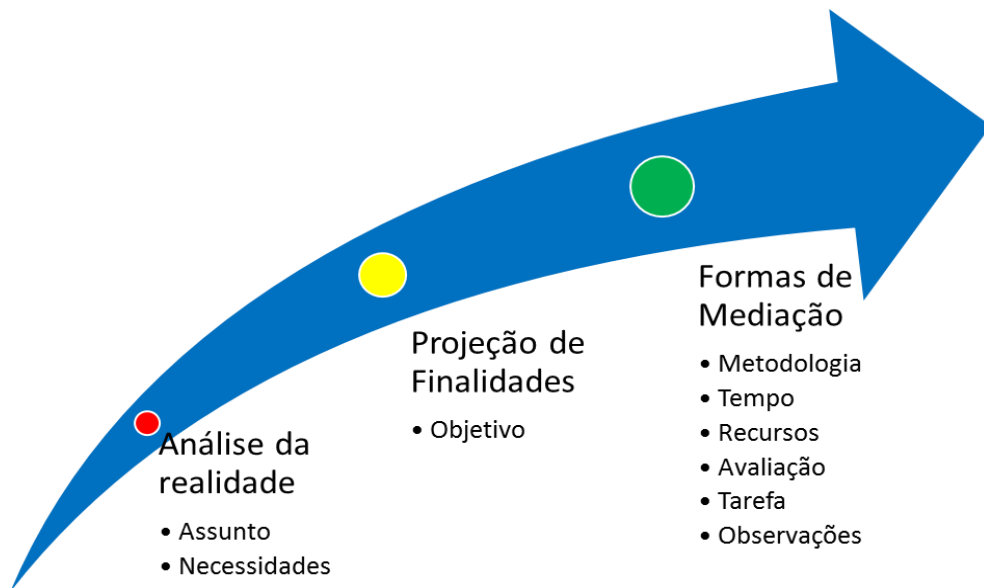 Análise da
realidade
• Assunto
• Necessidades
Projeção de
Finalidades
• Objetivo
Formas de
Mediação
• Metodologia
• Tempo
• Recursos
• Avaliação
• Tarefa
• Observações